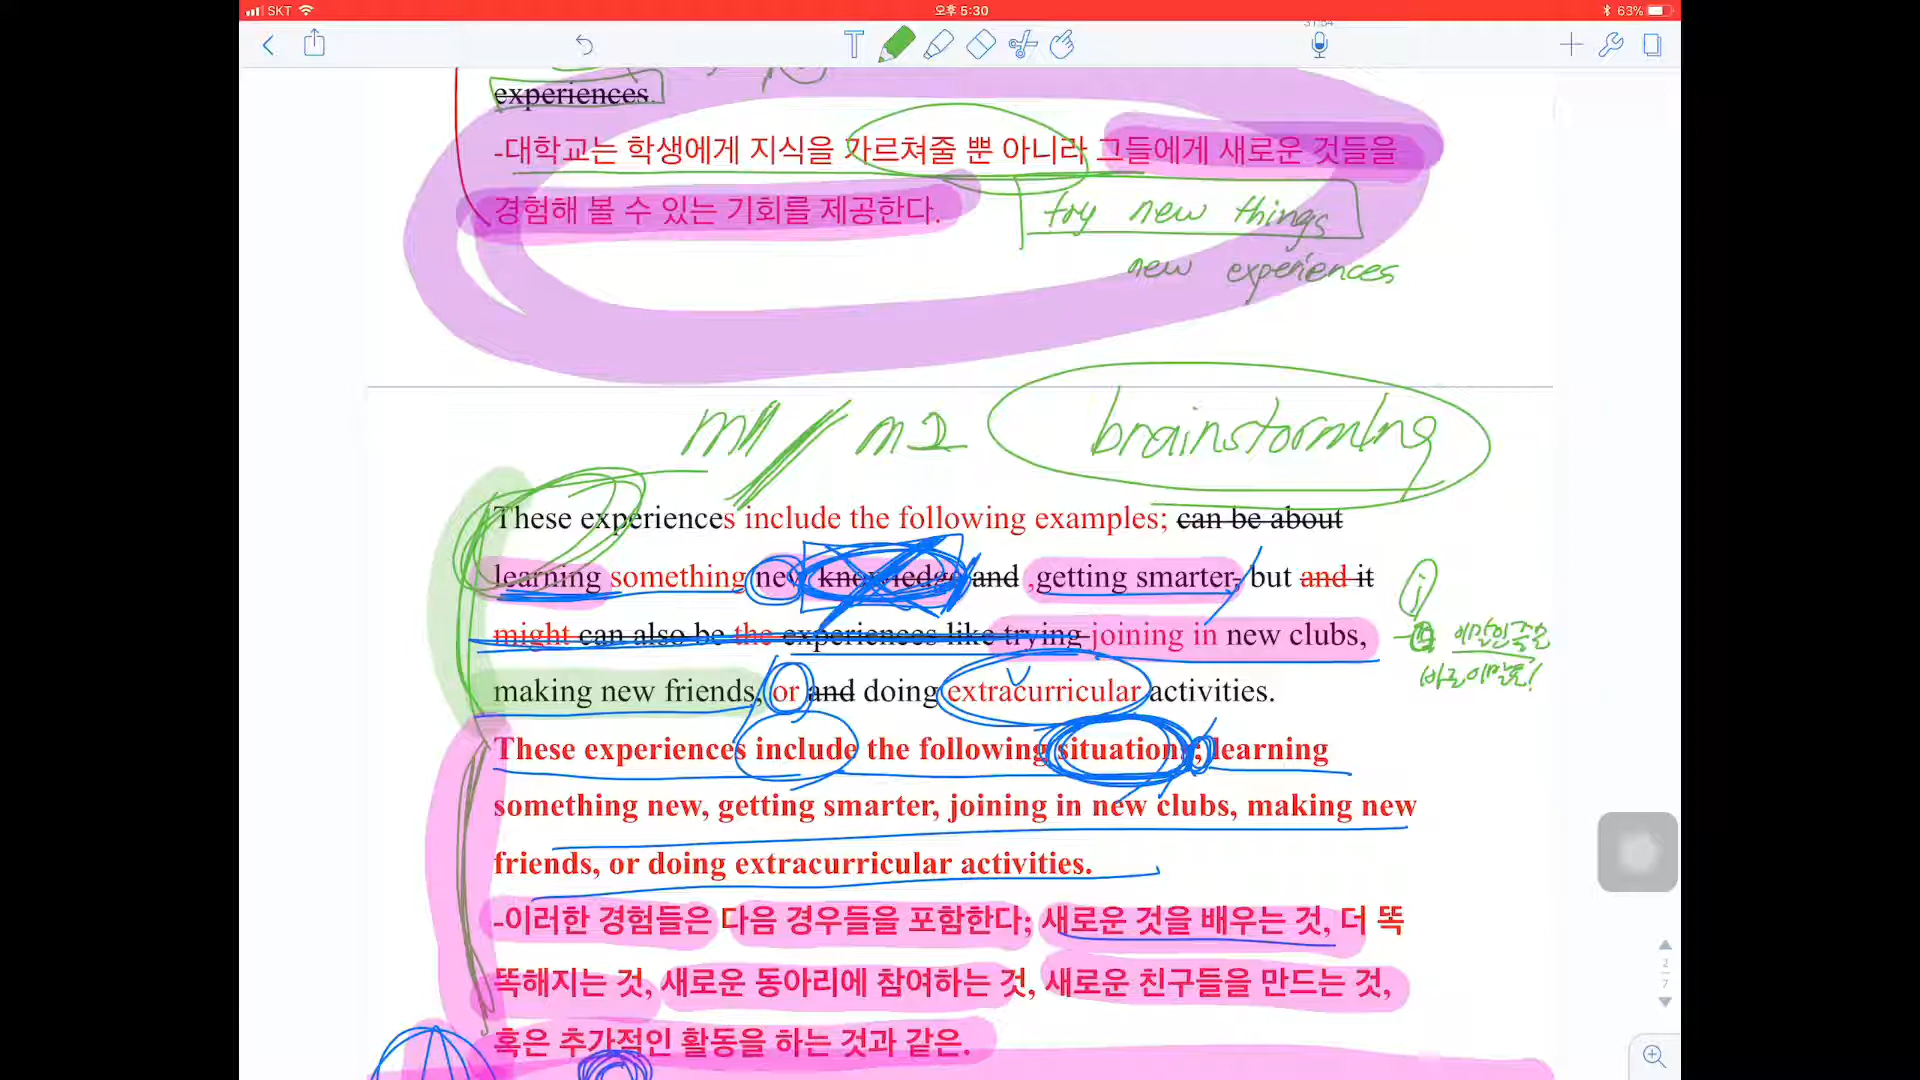 SKT 오후 5:30 63%
experiences.
-대학교는 학생에게 지식을 가르쳐줄 뿐 아니라 그들에게 새로운 것들을
경험해 볼 수 있는 기회를 제공한다.
try new things
new experiences
m1 / m2 brainstorming
These experiences include the following examples; can be about
learning something new knowledge and ,getting smarter, but and it
might can also be the experiences like trying joining in new clubs,
making new friends, or and doing extracurricular activities.
These experiences include the following situations; learning
something new, getting smarter, joining in new clubs, making new
friends, or doing extracurricular activities.
-이러한 경험들은 다음 경우들을 포함한다; 새로운 것을 배우는 것, 더 똑
똑해지는 것, 새로운 동아리에 참여하는 것, 새로운 친구들을 만드는 것,
혹은 추가적인 활동을 하는 것과 같은.
2
7